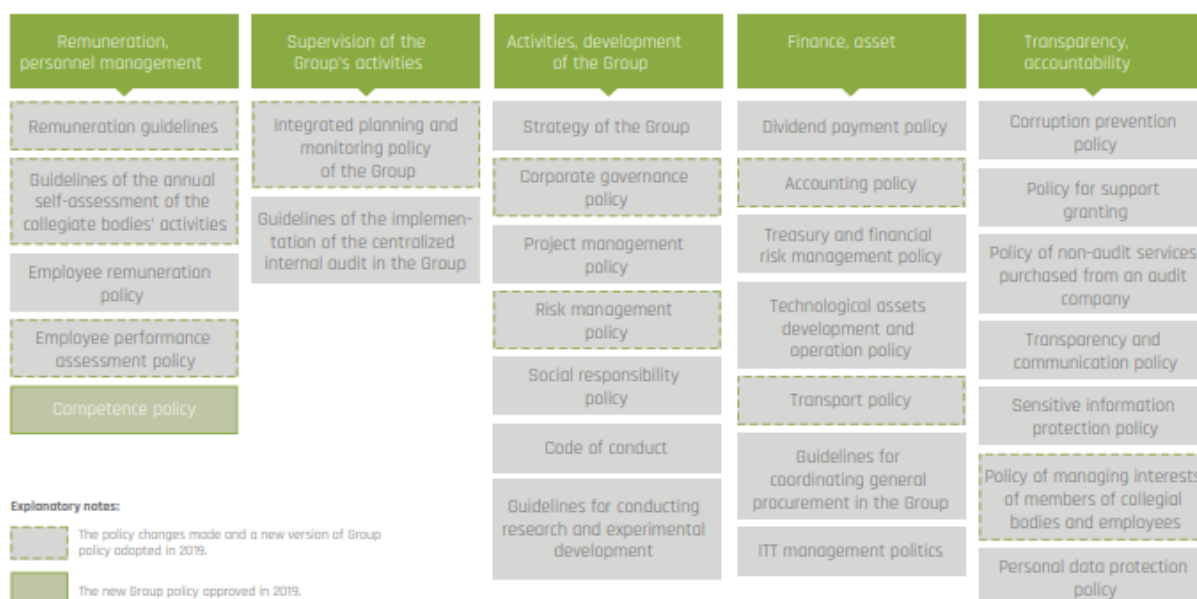 Remuneration,
personnel management
Remuneration guidelines
Guidelines of the annual
self-assessment of the
collegiate bodies' activities
Employee remuneration
policy
Employee performance
assessment policy
Competence policy
Supervision of the
Group's activities
Integrated planning and
monitoring policy
of the Group
Guidelines of the implemen-
tation of the centralized
internal audit in the Group
Activities, development
of the Group
Strategy of the Group
Corporate governance
policy
Project management
policy
Risk management
policy
Social responsibility
policy
Code of conduct
Guidelines for conducting
research and experimental
development
Finance, asset
Dividend payment policy
Accounting policy
Treasury and financial
risk management policy
Technological assets
development and
operation policy
Transport policy
Guidelines for
coordinating general
procurement in the Group
ITT management politics
Transparency,
accountability
Corruption prevention
policy
Policy for support
granting
Policy of non-audit services
purchased from an audit
company
Transparency and
communication policy
Sensitive information
protection policy
Policy of managing interests
of members of collegial
bodies and employees
Personal data protection
policy
Explanatory notes:
The policy changes made and a new version of Group
policy adopted in 2019.
The new Group policy approved in 2019.